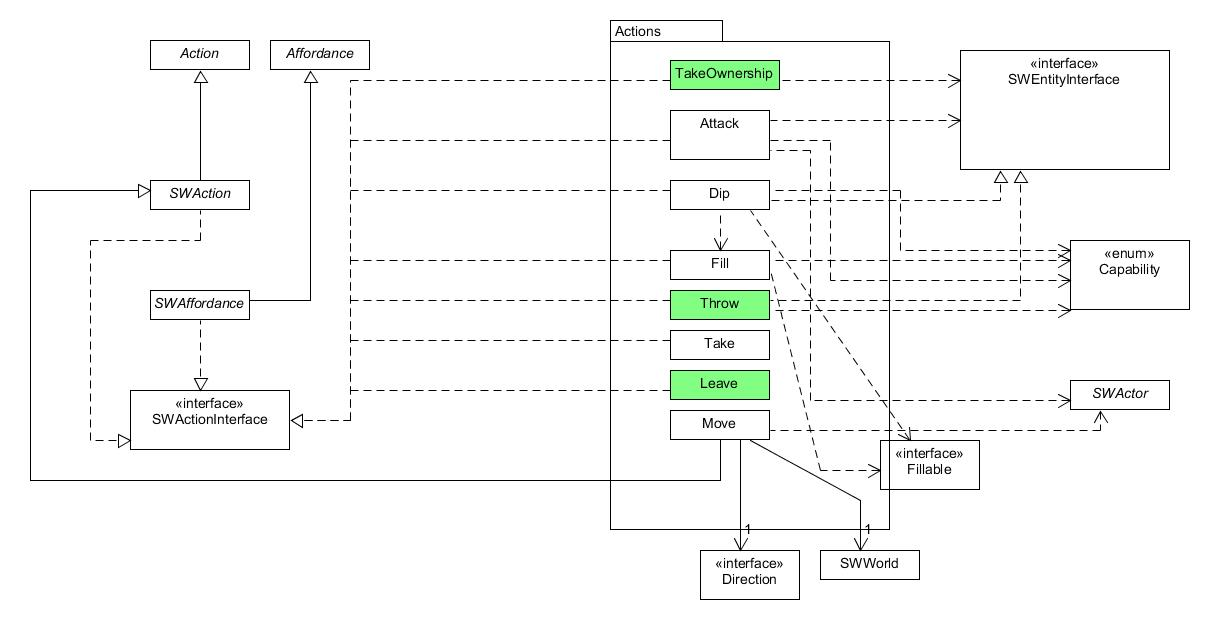 Actions
Action
Affordance
TakeOwnership
«interface»
SWEntityInterface
Attack
SWAction
Dip
Fill
«enum»
Capability
SWAffordance
Throw
Take
Leave
SWActor
«interface»
SWActionInterface
Move
«interface»
Fillable
1
1
«interface»
Direction
SWWorld